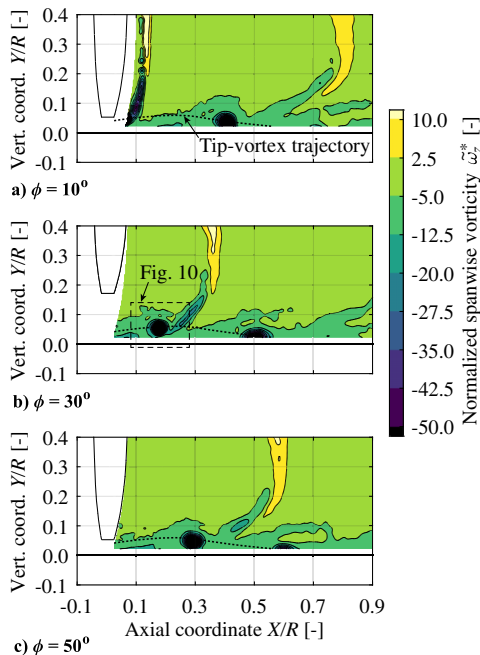 Vert. coord. Y/R [-]
0.4
0.3
0.2
0.1
0.0
-0.1
Tip-vortex trajectory
a) ϕ = 10°
Vert. coord. Y/R [-]
0.4
0.3
0.2
0.1
0.0
-0.1
Fig. 10
b) ϕ = 30°
Vert. coord. Y/R [-]
0.4
0.3
0.2
0.1
0.0
-0.1
-0.1 0.1 0.3 0.5 0.7 0.9
Axial coordinate X/R [-]
c) ϕ = 50°
10.0
2.5
-5.0
-12.5
-20.0
-27.5
-35.0
-42.5
-50.0
Normalized spanwise vorticity ω̃*z [-]